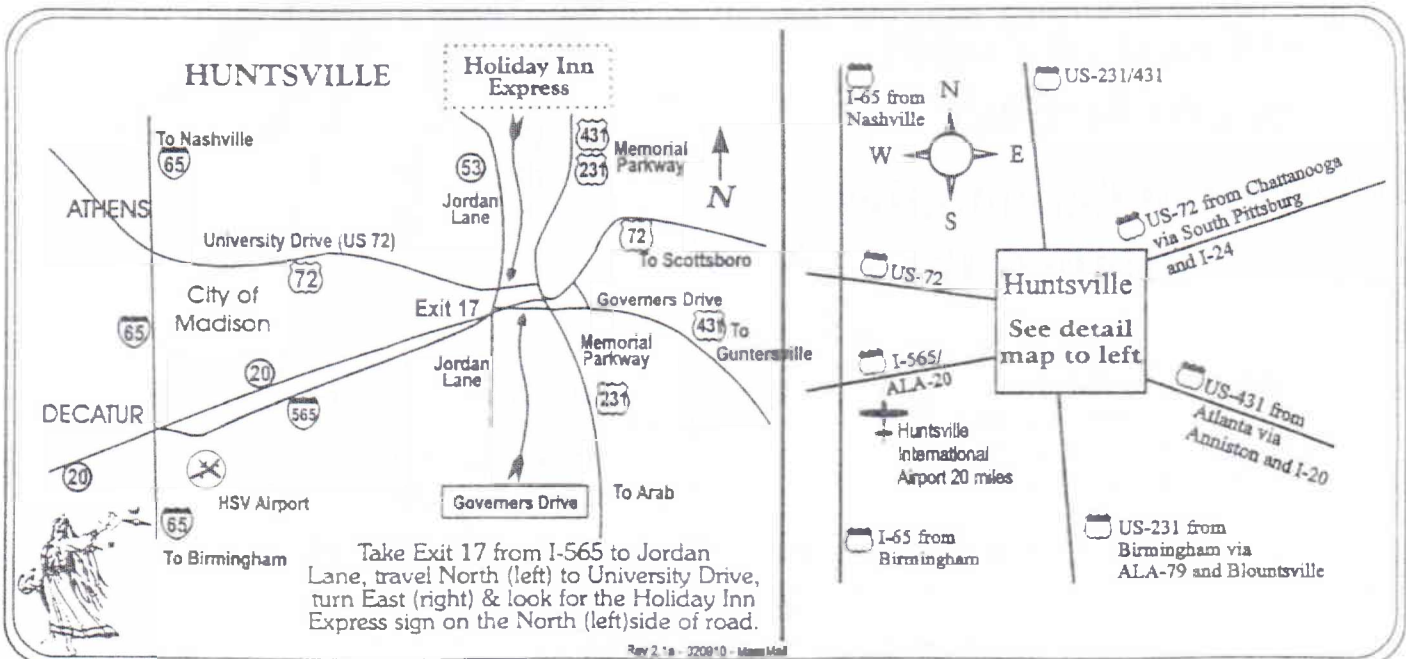 HUNTSVILLE
Holiday Inn
Express
To Nashville
65
ATHENS
University Drive (US 72)
72
City of
Madison
65
20
565
DECATUR
20
HSV Airport
65
To Birmingham
53
Jordan
Lane
431
231
Memorial
Parkway
N
72
To Scottsboro
Exit 17
Governers Drive
431 To
Guntersville
Jordan
Lane
Memorial
Parkway
231
To Arab
Governers Drive
Take Exit 17 from I-565 to Jordan
Lane, travel North (left) to University Drive,
turn East (right) & look for the Holiday Inn
Express sign on the North (left)side of road.
Rev 2.1a - 020910 - MassMail
I-65 from
Nashville
N
W E
S
US-231/431
US-72 from Chattanooga
via South Pittsburg
and I-24
US-72
Huntsville
See detail
map to left
I-565/
ALA-20
Huntsville
International
Airport 20 miles
US-431 from
Atlanta via
Anniston and I-20
I-65 from
Birmingham
US-231 from
Birmingham via
ALA-79 and Blountsville